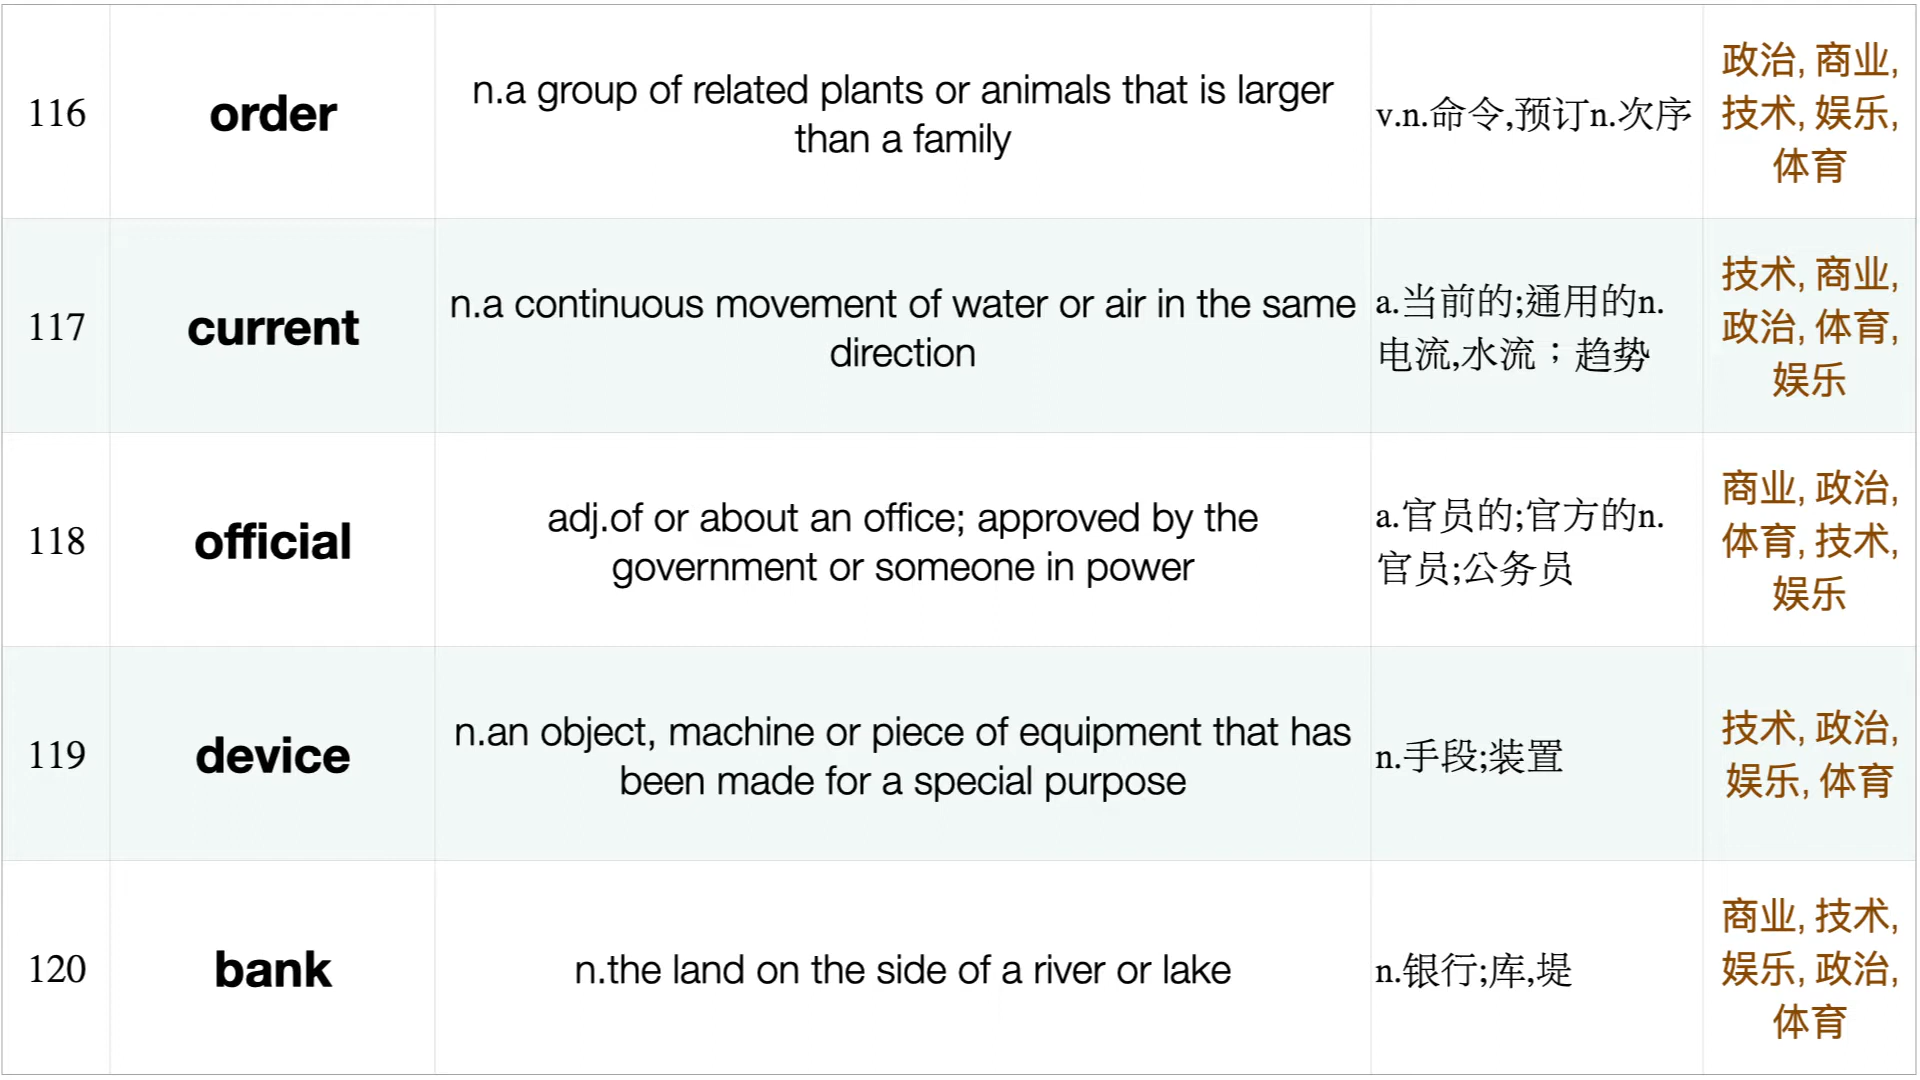 116
order
n.a group of related plants or animals that is larger
than a family
v.n.命令,预订n.次序
政治, 商业,
技术, 娱乐,
体育
117
current
n.a continuous movement of water or air in the same
direction
a.当前的;通用的n.
电流,水流；趋势
技术, 商业,
政治, 体育,
娱乐
118
official
adj.of or about an office; approved by the
government or someone in power
a.官员的;官方的n.
官员;公务员
商业, 政治,
体育, 技术,
娱乐
119
device
n.an object, machine or piece of equipment that has
been made for a special purpose
n.手段;装置
技术, 政治,
娱乐, 体育
120
bank
n.the land on the side of a river or lake
n.银行;库,堤
商业, 技术,
娱乐, 政治,
体育